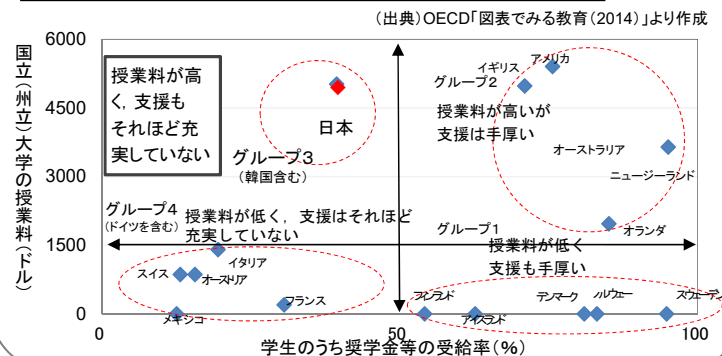 (出典)OECD「図表でみる教育(2014)」より作成
国立(州立)大学の授業料(ドル)
6000
4500
3000
1500
0
授業料が高
く,支援も
それほど充
実していない
日本
グループ3
(韓国含む)
アメリカ
イギリス
グループ2
授業料が高いが
支援は手厚い
オーストラリア
ニュージーランド
オランダ
グループ4
(ドイツを含む)
授業料が低く,支援はそれほど
充実していない
イタリア
スイス
オーストリア
フランス
メキシコ
グループ1
授業料が低く
支援も手厚い
フィンランド
アイスランド
デンマーク
ノルウェー
スウェーデン
0
50
100
学生のうち奨学金等の受給率(%)